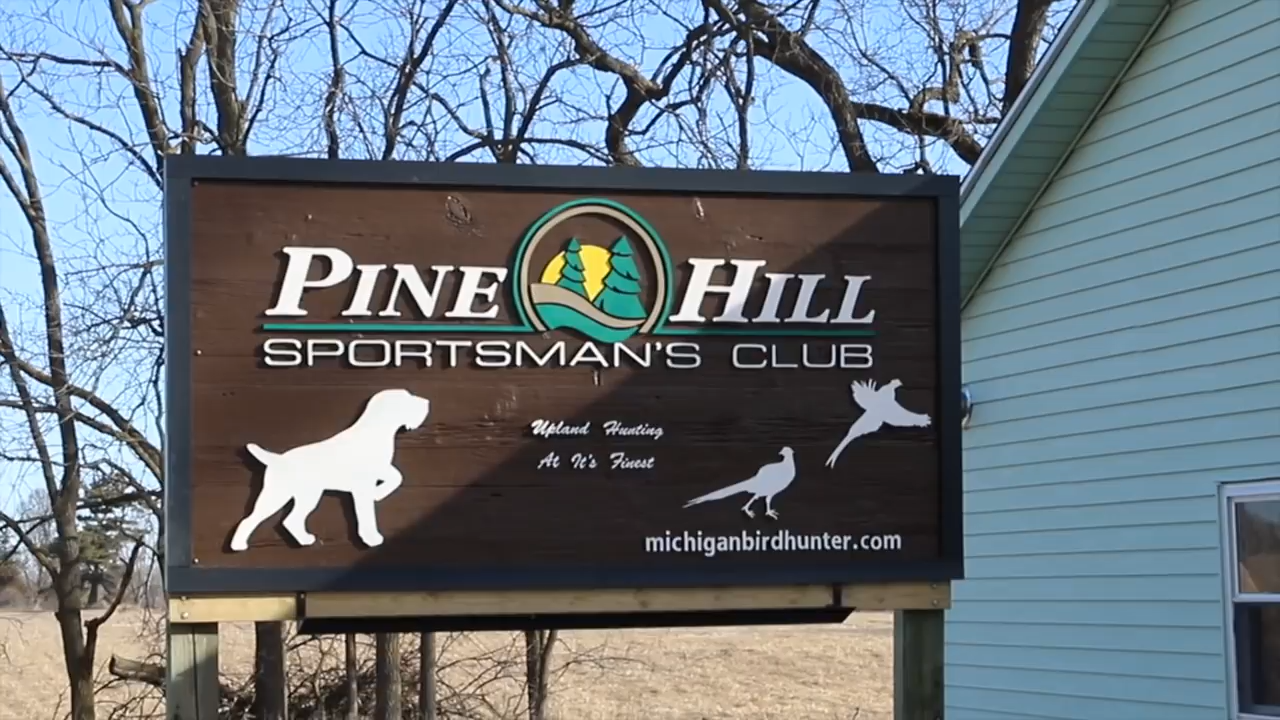 PINE HILL
SPORTSMAN'S CLUB
Upland Hunting
At It's Finest
michiganbirdhunter.com